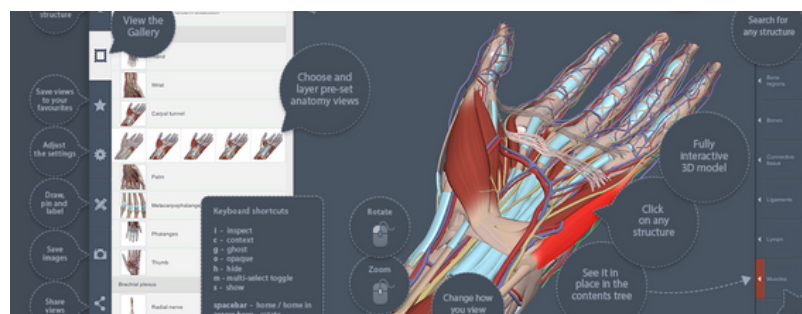 structure
View the
Gallery
Search for
any structure
Hand
Wrist
Carpal tunnel
Palm
Metacarpophalange
Phalanges
Thumb
Brachial plexus
Radial nerve
Save views
to your
favourites
Adjust
the settings
Draw,
pin and
label
Save
images
Share
views
Choose and
layer pre-set
anatomy views
Keyboard shortcuts
i - inspect
c - context
g - ghost
o - opaque
h - hide
m - multi-select toggle
s - show
spacebar - home / home in
Rotate
Zoom
Change how
you view
Fully
interactive
3D model
Click
on any
structure
See it in
place in the
contents tree
Bone
regions
Bones
Connective
tissue
Ligaments
Lymph
Muscles